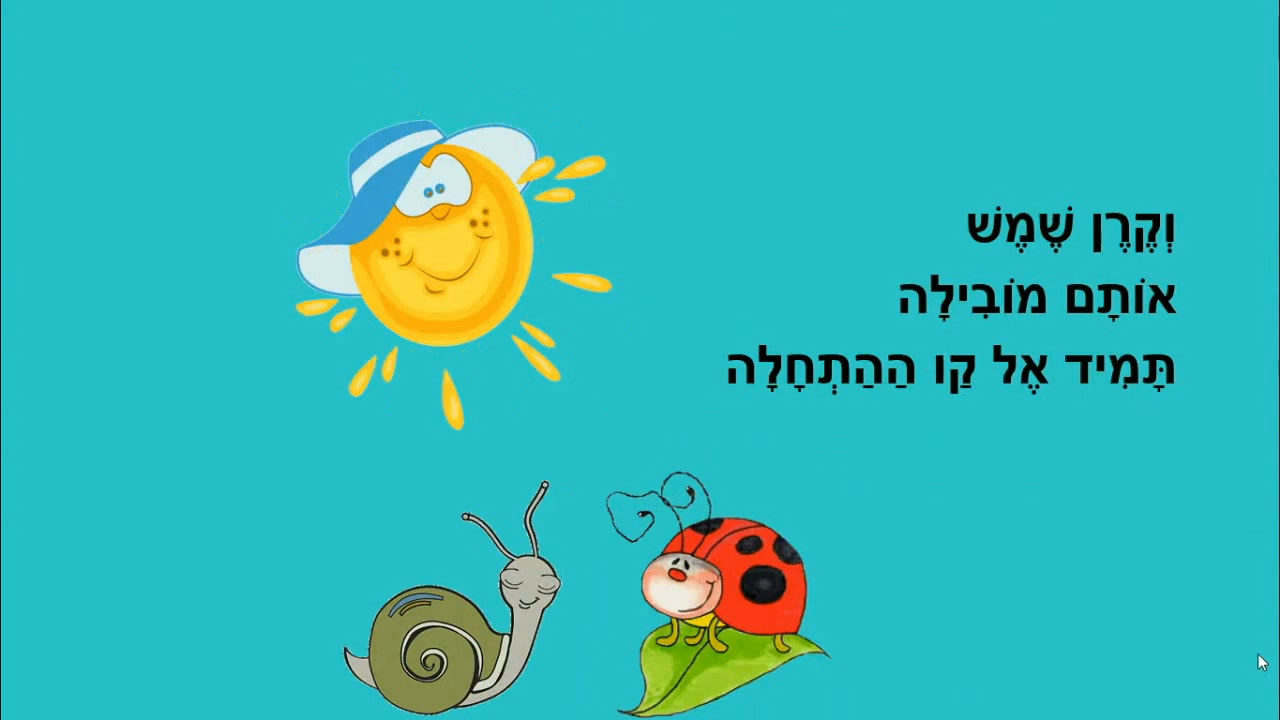 וְקֶרֶן שֶׁמֶשׁ
אוֹתָם מוֹבִילָה
תָּמִיד אֶל קַו הַהַתְחָלָה